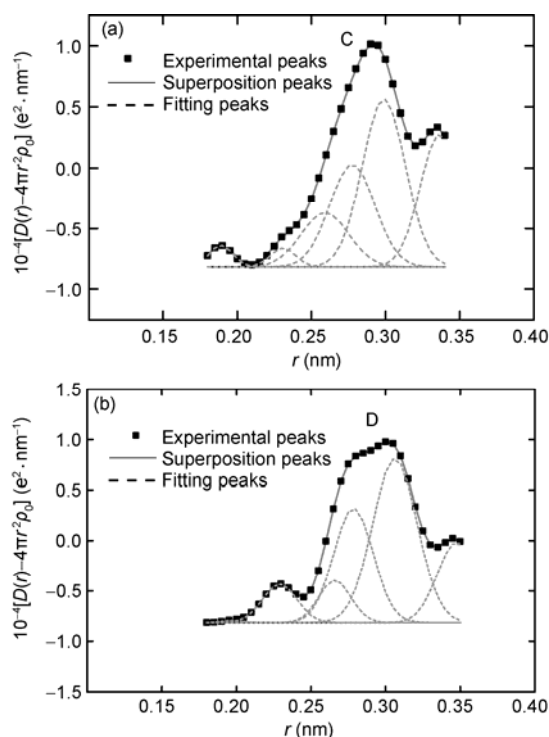 (a)
C
Experimental peaks
Superposition peaks
Fitting peaks
1.0
0.5
0.0
−0.5
−1.0
10⁻⁴[D(r)−4πr²ρ₀] (e²·nm⁻¹)
0.15 0.20 0.25 0.30 0.35 0.40
r (nm)
(b)
D
Experimental peaks
Superposition peaks
Fitting peaks
1.5
1.0
0.5
0.0
−0.5
−1.0
−1.5
10⁻⁴[D(r)−4πr²ρ₀] (e²·nm⁻¹)
0.15 0.20 0.25 0.30 0.35 0.40
r (nm)